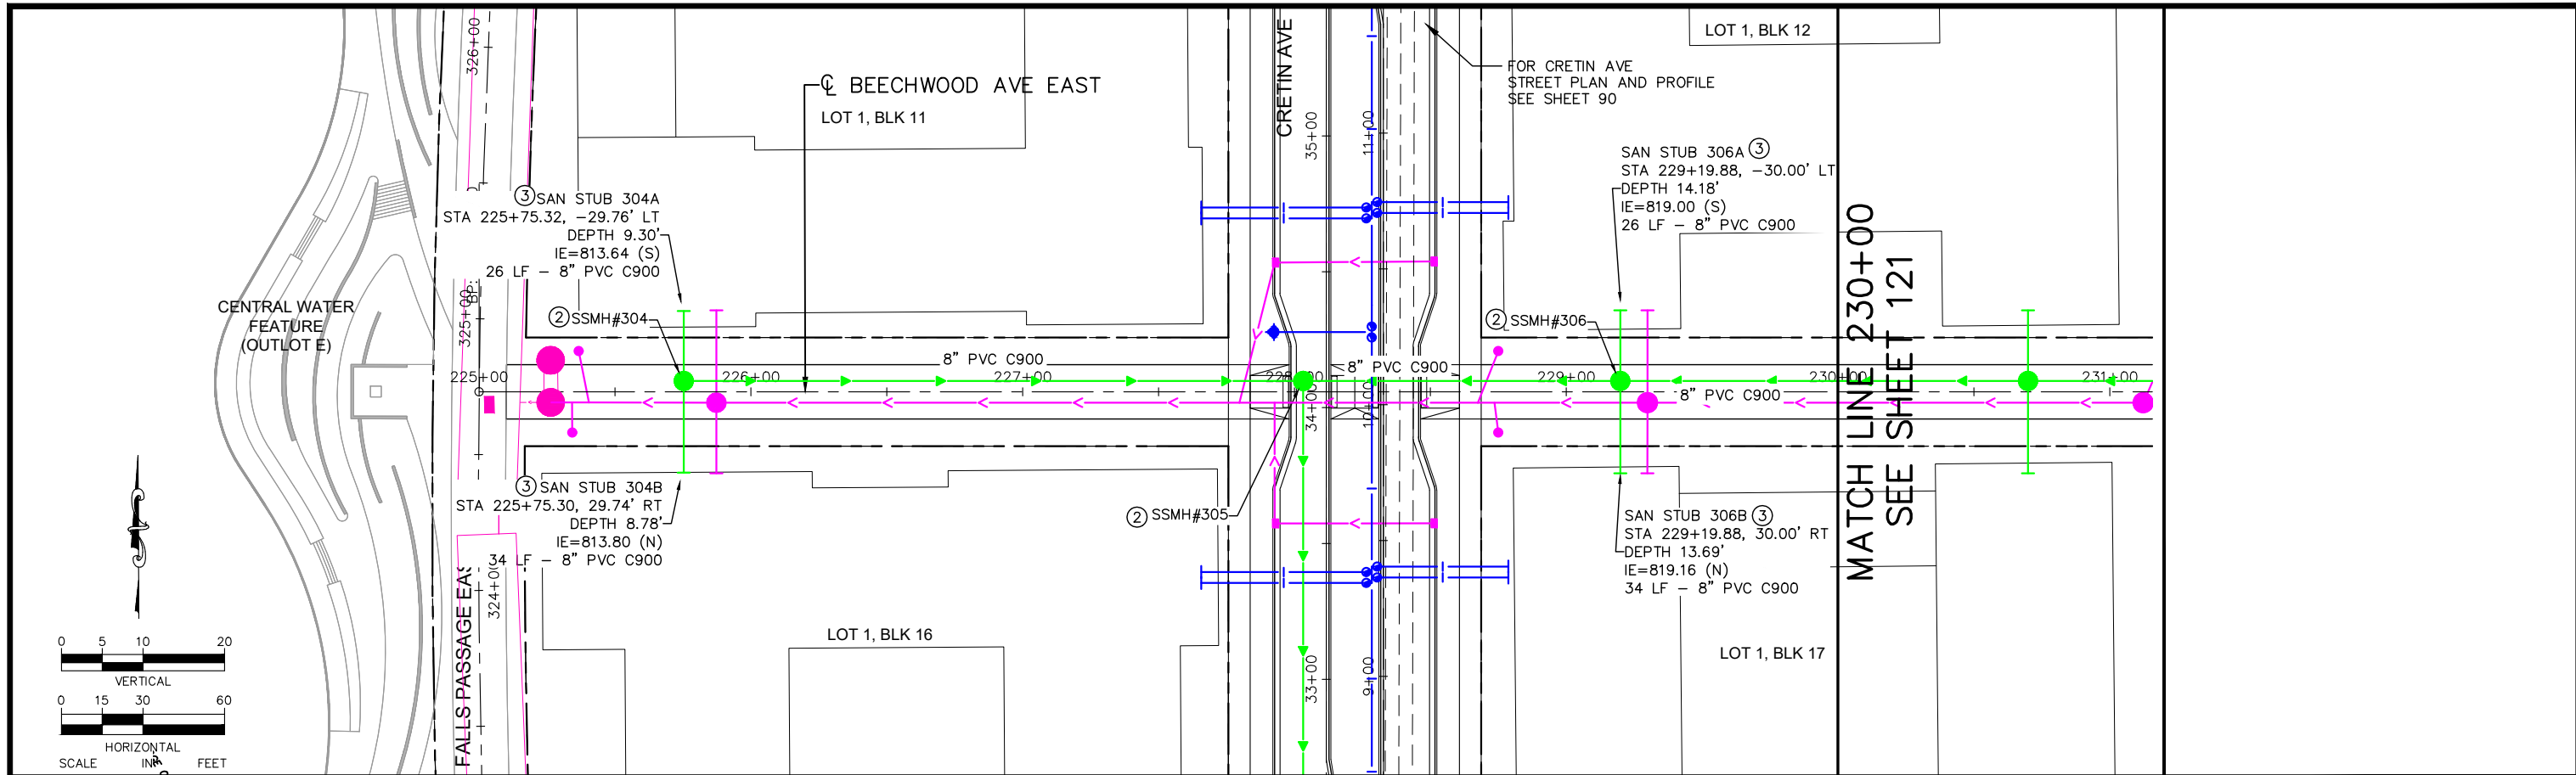 326+00
CRETIN AVE
LOT 1, BLK 12
℄ BEECHWOOD AVE EAST
LOT 1, BLK 11
FOR CRETIN AVE
STREET PLAN AND PROFILE
SEE SHEET 90
35+00
11+00
③ SAN STUB 304A
STA 225+75.32, -29.76' LT
DEPTH 9.30'
IE=813.64 (S)
26 LF – 8" PVC C900
SAN STUB 306A ③
STA 229+19.88, -30.00' LT
DEPTH 14.18'
IE=819.00 (S)
26 LF – 8" PVC C900
BP:
325+00
CENTRAL WATER
FEATURE
(OUTLOT E)
② SSMH#304
② SSMH#306
8" PVC C900
8" PVC C900
8" PVC C900
225+00
226+00
227+00
229+00
230+00
231+00
34+00
10+00
MATCH LINE 230+00
SEE SHEET 121
③ SAN STUB 304B
STA 225+75.30, 29.74' RT
DEPTH 8.78'
IE=813.80 (N)
34 LF – 8" PVC C900
② SSMH#305
SAN STUB 306B ③
STA 229+19.88, 30.00' RT
DEPTH 13.69'
IE=819.16 (N)
34 LF – 8" PVC C900
324+00
FALLS PASSAGE EAS
LOT 1, BLK 16
LOT 1, BLK 17
33+00
9+00
0 5 10 20
VERTICAL
0 15 30 60
HORIZONTAL
SCALE IN FEET